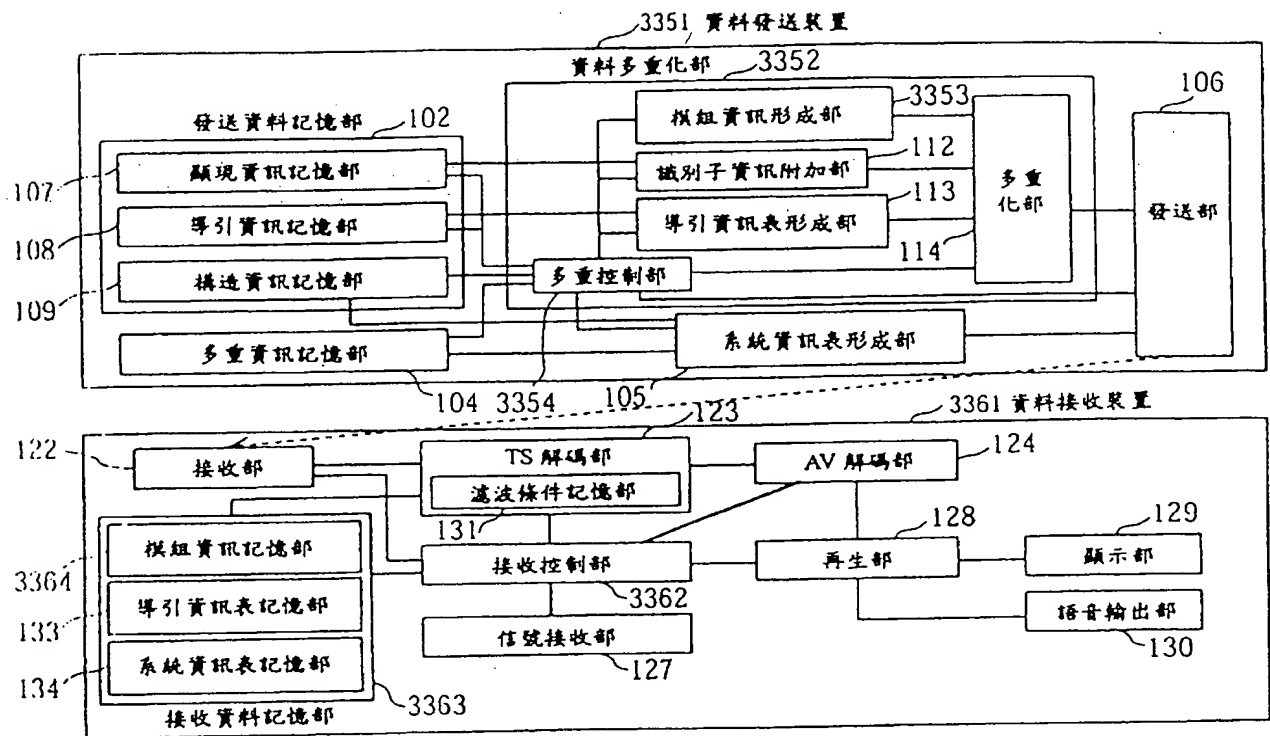 3351 資料發送裝置
資料多重化部
3352
發送資料記憶部
102
3353
106
模組資訊形成部
107
顯現資訊記憶部
識別子資訊附加部
112
多重化部
發送部
108
導引資訊記憶部
導引資訊表形成部
113
114
109
構造資訊記憶部
多重控制部
多重資訊記憶部
系統資訊表形成部
104
3354
105
123
3361 資料接收裝置
122
接收部
TS 解碼部
AV 解碼部
124
濾波條件記憶部
131
128
129
模組資訊記憶部
接收控制部
再生部
顯示部
3364
3362
導引資訊表記憶部
語音輸出部
133
信號接收部
130
系統資訊表記憶部
127
134
3363
接收資料記憶部